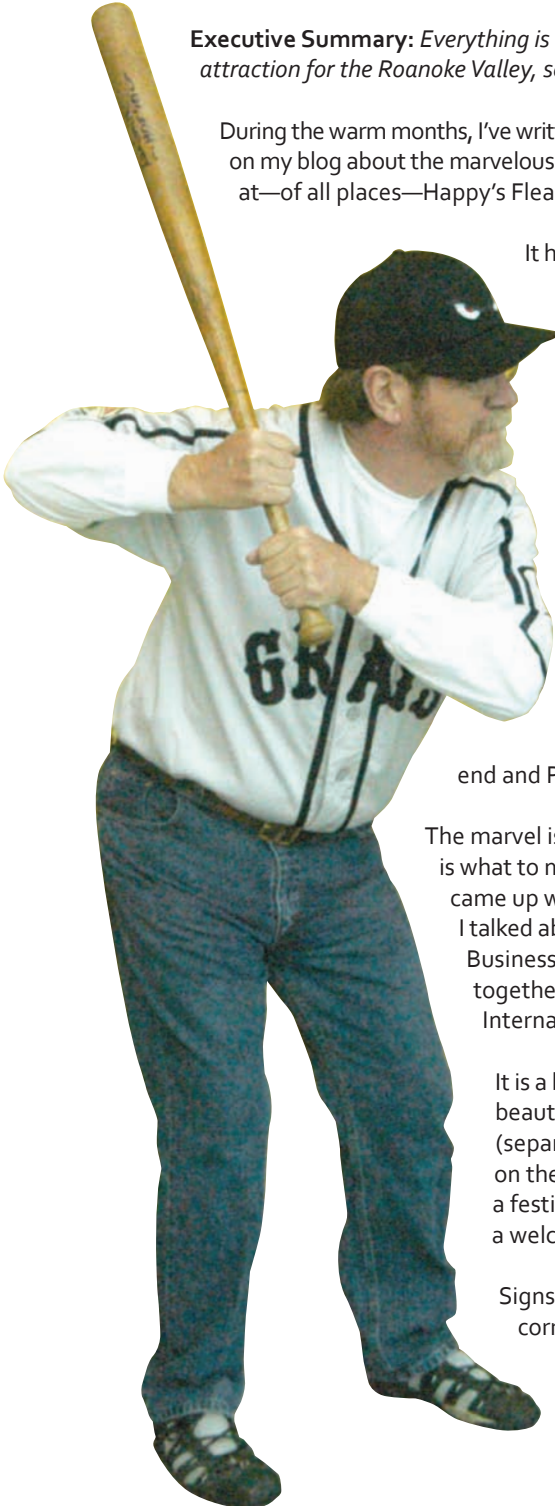 Executive Summary: Everything is
attraction for the Roanoke Valley, s
During the warm months, I've writ
on my blog about the marvelous
at—of all places—Happy's Flea
It h
GR
end and P
The marvel is
is what to n
came up w
I talked ab
Business
togethe
Interna
It is a
beaut
(separ
on the
a festi
a welc
Signs
corr